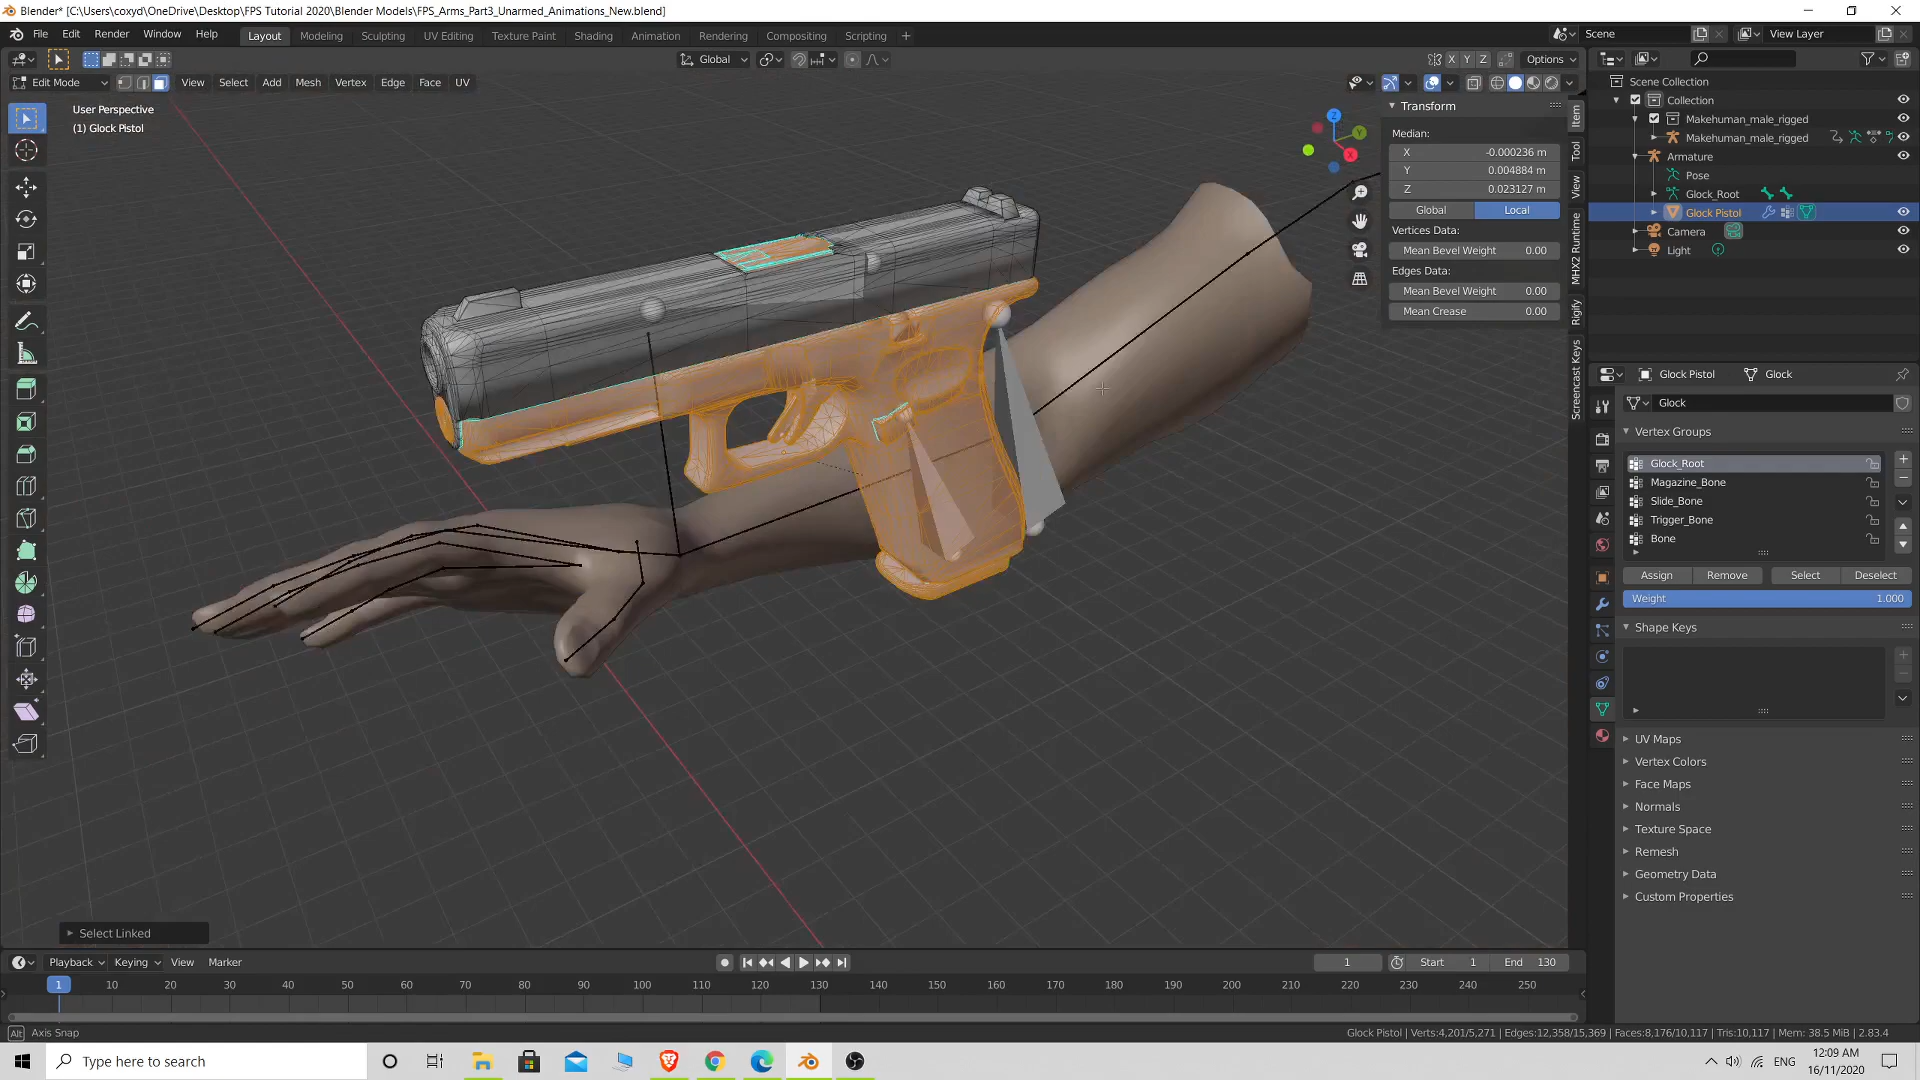 Blender* [C:\Users\coxyd\OneDrive\Desktop\FPS Tutorial 2020\Blender Models\FPS_Arms_Part3_Unarmed_Animations_New.blend]
File Edit Render Window Help Layout Modeling Sculpting UV Editing Texture Paint Shading Animation Rendering Compositing Scripting + Scene View Layer
Global X Y Z Options
Edit Mode View Select Add Mesh Vertex Edge Face UV
User Perspective
(1) Glock Pistol
Z
Y
X
Transform
Median:
X -0.000236 m
Y 0.004884 m
Z 0.023127 m
Global Local
Vertices Data:
Mean Bevel Weight 0.00
Edges Data:
Mean Bevel Weight 0.00
Mean Crease 0.00
Item
Tool
View
MHX2 Runtime
Rigify
Screencast Keys
Scene Collection
Collection
Makehuman_male_rigged
Makehuman_male_rigged
Armature
Pose
Glock_Root
Glock Pistol
Camera
Light
Glock Pistol Glock
Glock
Vertex Groups
Glock_Root
Magazine_Bone
Slide_Bone
Trigger_Bone
Bone
Assign Remove Select Deselect
Weight 1.000
Shape Keys
UV Maps
Vertex Colors
Face Maps
Normals
Texture Space
Remesh
Geometry Data
Custom Properties
Select Linked
Playback Keying View Marker 1 Start 1 End 130
1 10 20 30 40 50 60 70 80 90 100 110 120 130 140 150 160 170 180 190 200 210 220 230 240 250
Alt Axis Snap Glock Pistol | Verts:4,201/5,271 | Edges:12,358/15,369 | Faces:8,176/10,117 | Tris:10,117 | Mem: 38.5 MiB | 2.83.4
Type here to search ENG 12:09 AM
16/11/2020